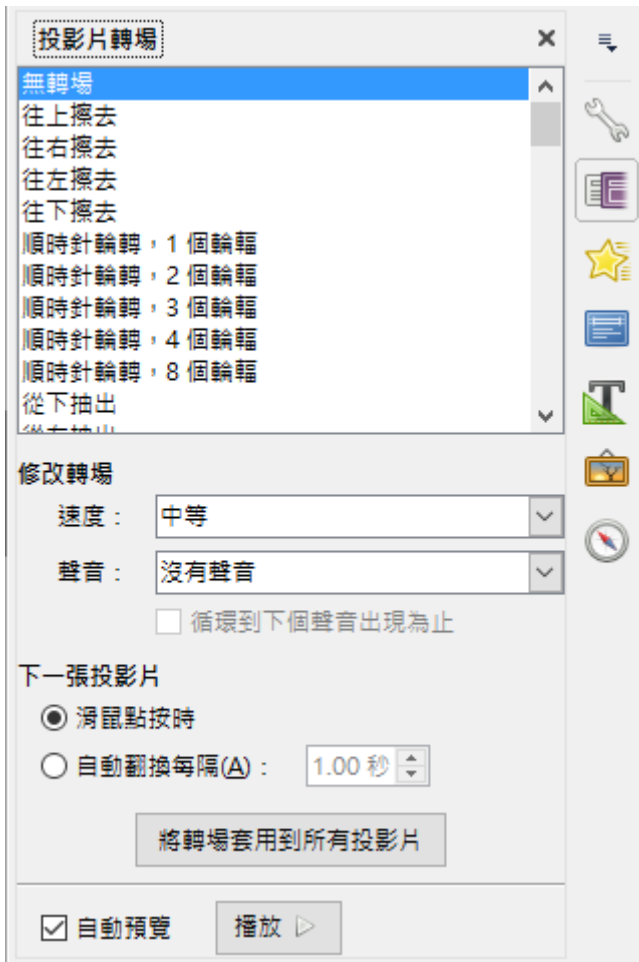 投影片轉場
無轉場
往上擦去
往右擦去
往左擦去
往下擦去
順時針輪轉，1 個輪輻
順時針輪轉，2 個輪輻
順時針輪轉，3 個輪輻
順時針輪轉，4 個輪輻
順時針輪轉，8 個輪輻
從下抽出
修改轉場
速度： 中等
聲音： 沒有聲音
循環到下個聲音出現為止
下一張投影片
滑鼠點按時
自動翻換每隔(A)： 1.00 秒
將轉場套用到所有投影片
自動預覽 播放